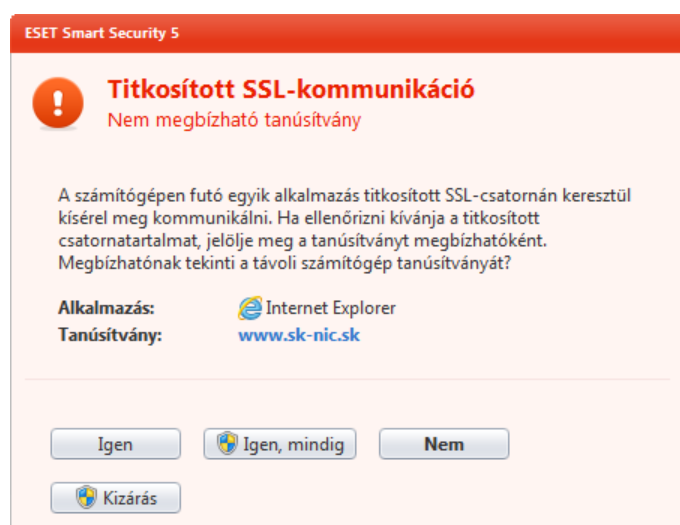 ESET Smart Security 5
Titkosított SSL-kommunikáció
Nem megbízható tanúsítvány
A számítógépen futó egyik alkalmazás titkosított SSL-csatornán keresztül
kísérel meg kommunikálni. Ha ellenőrizni kívánja a titkosított
csatornatartalmat, jelölje meg a tanúsítványt megbízhatóként.
Megbízhatónak tekinti a távoli számítógép tanúsítványát?
Alkalmazás: Internet Explorer
Tanúsítvány: www.sk-nic.sk
Igen Igen, mindig Nem
Kizárás